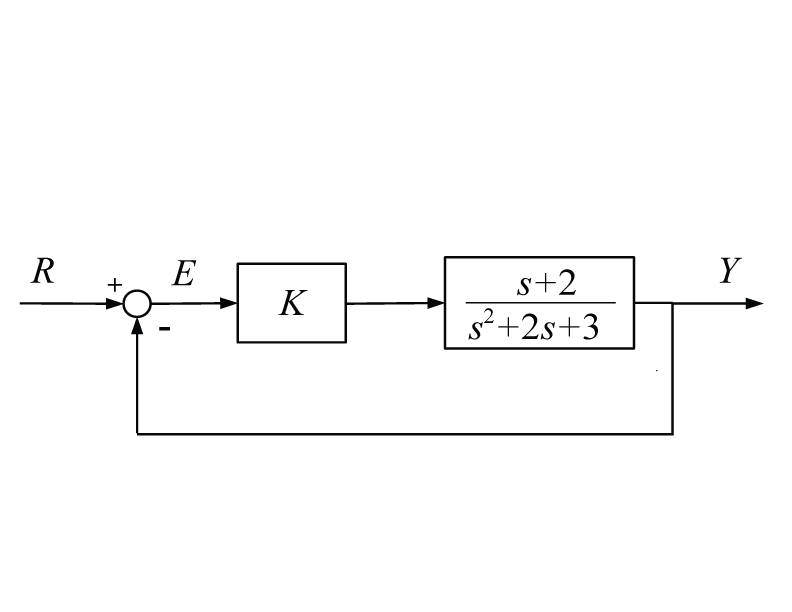 R + E - K
s+2
s²+2s+3
Y